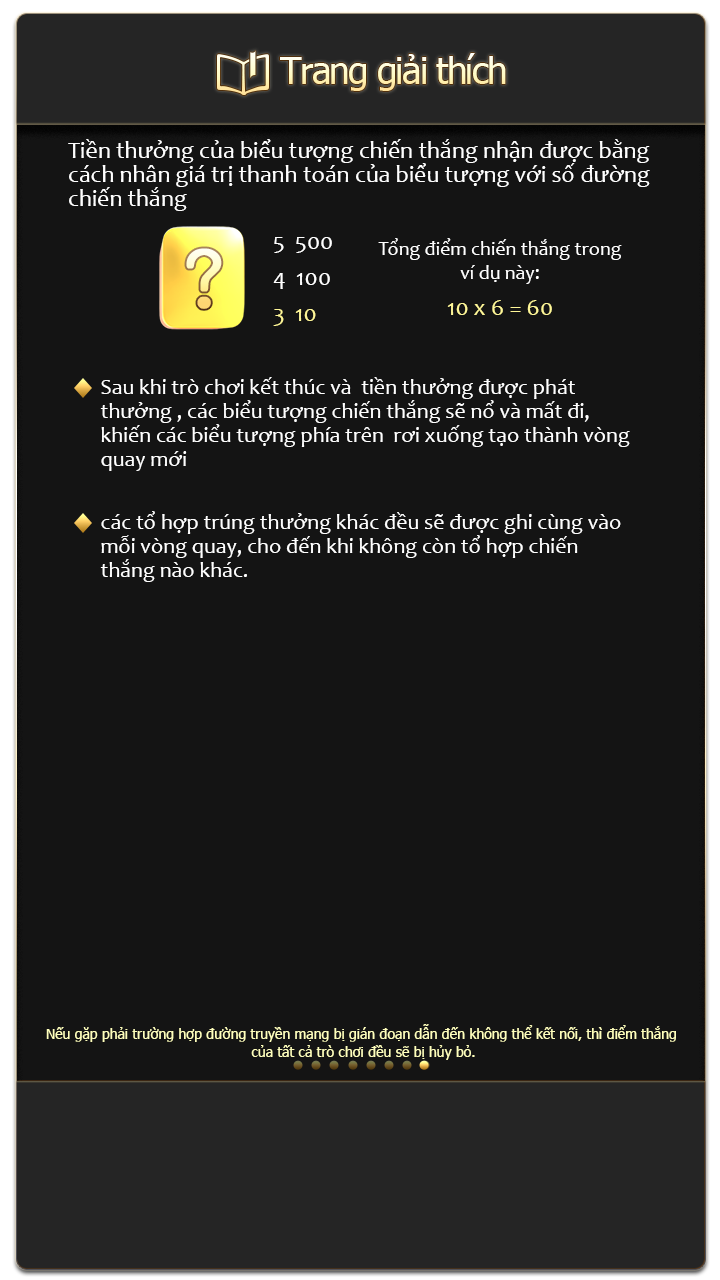 Trang giải thích
Tiền thưởng của biểu tượng chiến thắng nhận được bằng
cách nhân giá trị thanh toán của biểu tượng với số đường
chiến thắng
?
5 500
4 100
3 10
Tổng điểm chiến thắng trong
ví dụ này:
10 x 6 = 60
Sau khi trò chơi kết thúc và tiền thưởng được phát
thưởng , các biểu tượng chiến thắng sẽ nổ và mất đi,
khiến các biểu tượng phía trên rơi xuống tạo thành vòng
quay mới
các tổ hợp trúng thưởng khác đều sẽ được ghi cùng vào
mỗi vòng quay, cho đến khi không còn tổ hợp chiến
thắng nào khác.
Nếu gặp phải trường hợp đường truyền mạng bị gián đoạn dẫn đến không thể kết nối, thì điểm thắng
của tất cả trò chơi đều sẽ bị hủy bỏ.